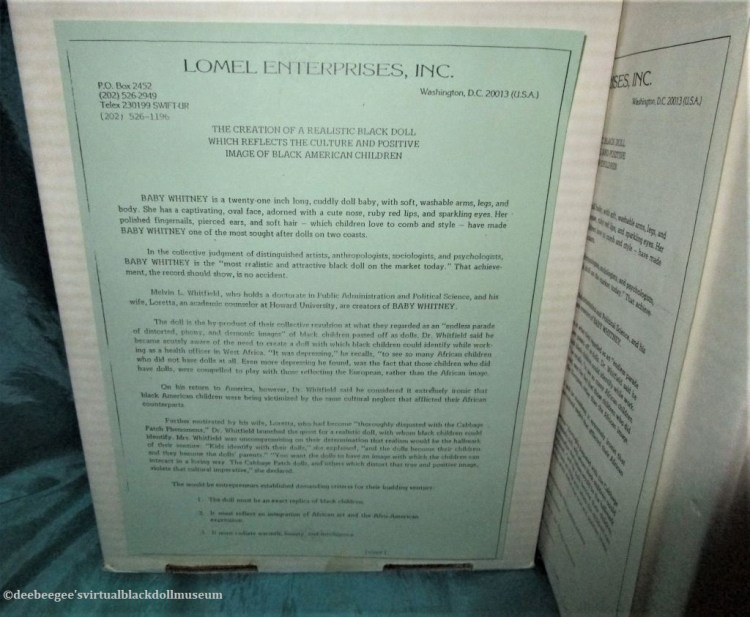 LOMEL ENTERPRISES, INC.
P.O. Box 2452
(202) 526-2949
Telex 230199 SWIFT-UR
(202) 526-1196
Washington, D.C. 20013 (U.S.A.)
THE CREATION OF A REALISTIC BLACK DOLL
WHICH REFLECTS THE CULTURE AND POSITIVE
IMAGE OF BLACK AMERICAN CHILDREN
BABY WHITNEY is a twenty-one inch long, cuddly doll baby, with soft, washable arms, legs, and
body. She has a captivating, oval face, adorned with a cute nose, ruby red lips, and sparkling eyes. Her
polished fingernails, pierced ears, and soft hair – which children love to comb and style – have made
BABY WHITNEY one of the most sought after dolls on two coasts.
In the collective judgment of distinguished artists, anthropologists, sociologists, and psychologists,
BABY WHITNEY is the "most realistic and attractive black doll on the market today." That achieve-
ment, the record should show, is no accident.
Melvin L. Whitfield, who holds a doctorate in Public Administration and Political Science, and his
wife, Loretta, an academic counselor at Howard University, are creators of BABY WHITNEY.
The doll is the by-product of their collective revulsion at what they regarded as an "endless parade
of distorted, phony, and demonic images" of black children passed off as dolls. Dr. Whitfield said he
became acutely aware of the need to create a doll with which black children could identify while work-
ing as a health officer in West Africa. "It was depressing," he recalls, "to see so many African children
who did not have dolls at all. Even more depressing he found, was the fact that those children who did
have dolls, were compelled to play with those reflecting the European, rather than the African image.
On his return to America, however, Dr. Whitfield said he considered it a ironic that
black American children were being victimized by the same cultural neglect that afflicted their African
counterparts.
Further motivated by his wife, Loretta, who had become "thoroughly disgusted with the Cabbage
Patch Phenomena," Dr. Whitfield launched the quest for a realistic doll, with whom black children could
identify. Mrs. Whitfield was uncompromising on their determination that realism would be the hallmark
of their mission. "Kids identify with their dolls," she explained, "and the dolls become their children
and they become the dolls' parents." "You want the dolls to have an image with which the children can
interact in a loving way. The Cabbage Patch dolls, and others which distort that true and positive image,
violate that cultural imperative," she declared.
The would-be entrepreneurs established demanding criteria for their budding venture:
1. The doll must be an exact replica of black children.
2. It must reflect an integration of African art and the Afro-American
experience.
3. It must radiate warmth, beauty, and intelligence.
SES, INC.
Washington, D.C. 20013 (U.S.A.)
©deebeegee'svirtualblackdollmuseum